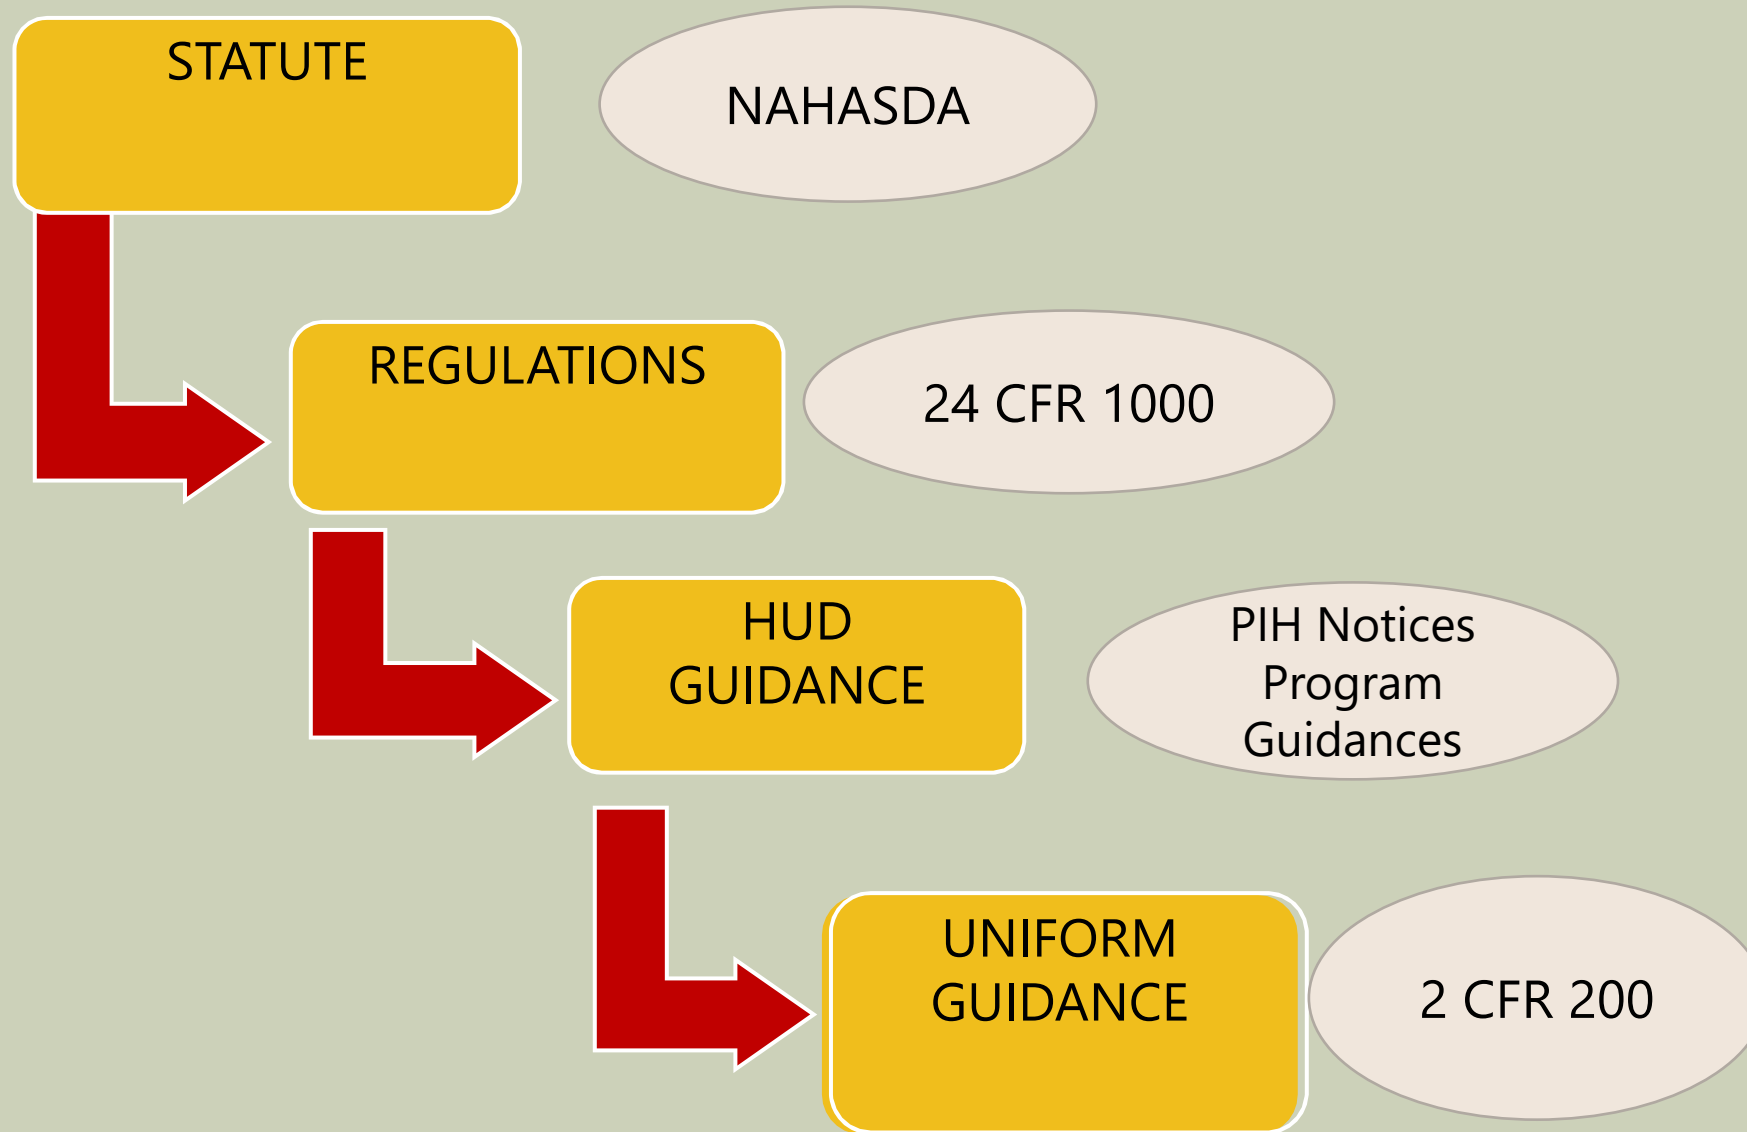 STATUTE
NAHASDA
REGULATIONS
24 CFR 1000
HUD
GUIDANCE
PIH Notices
Program
Guidances
UNIFORM
GUIDANCE
2 CFR 200